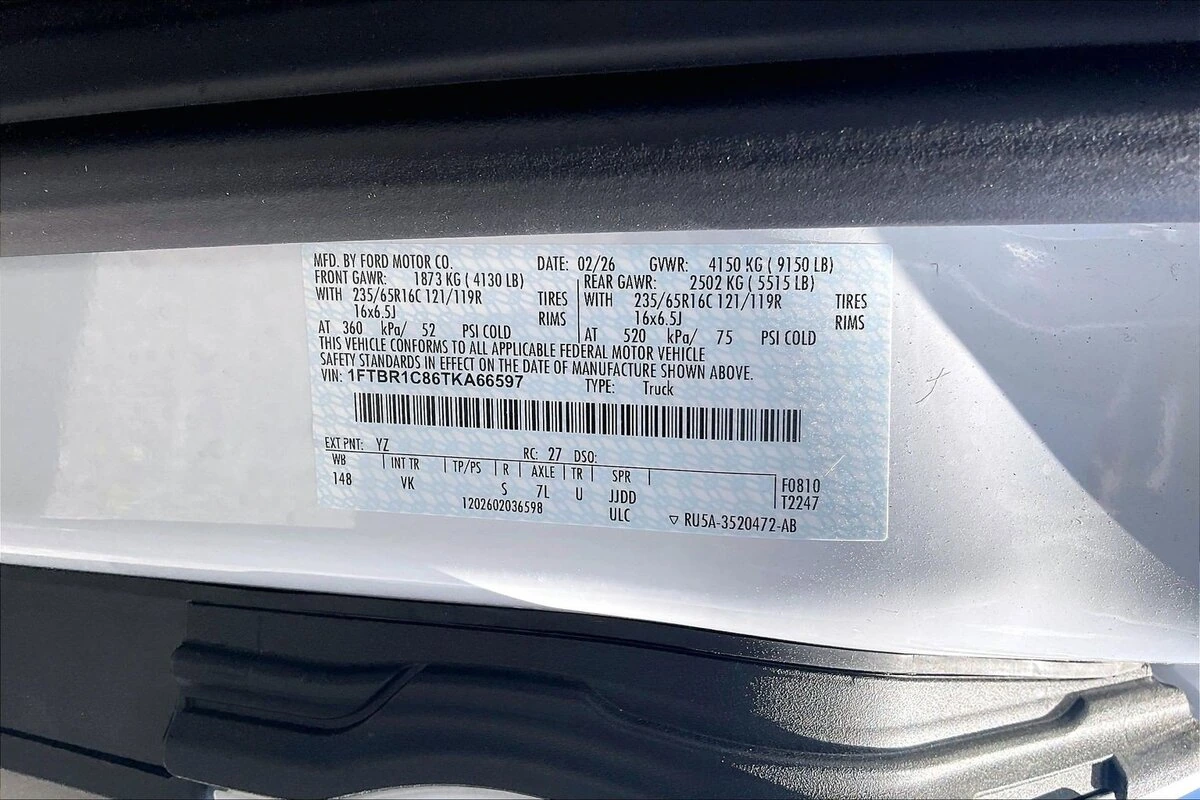 MFD. BY FORD MOTOR CO. DATE: 02/26 GVWR: 4150 KG ( 9150 LB)
FRONT GAWR: 1873 KG ( 4130 LB) REAR GAWR: 2502 KG ( 5515 LB)
WITH 235/65R16C 121/119R TIRES WITH 235/65R16C 121/119R TIRES
16x6.5J RIMS 16x6.5J RIMS
AT 360 kPa/ 52 PSI COLD AT 520 kPa/ 75 PSI COLD
THIS VEHICLE CONFORMS TO ALL APPLICABLE FEDERAL MOTOR VEHICLE
SAFETY STANDARDS IN EFFECT ON THE DATE OF MANUFACTURE SHOWN ABOVE.
VIN: 1FTBR1C86TKA66597 TYPE: Truck
EXT PNT: YZ RC: 27 DSO:
WB INT TR TP/PS R AXLE TR SPR
148 VK S 7L U JJDD F0810
1202602036598 ULC T2247
▽ RU5A-3520472-AB